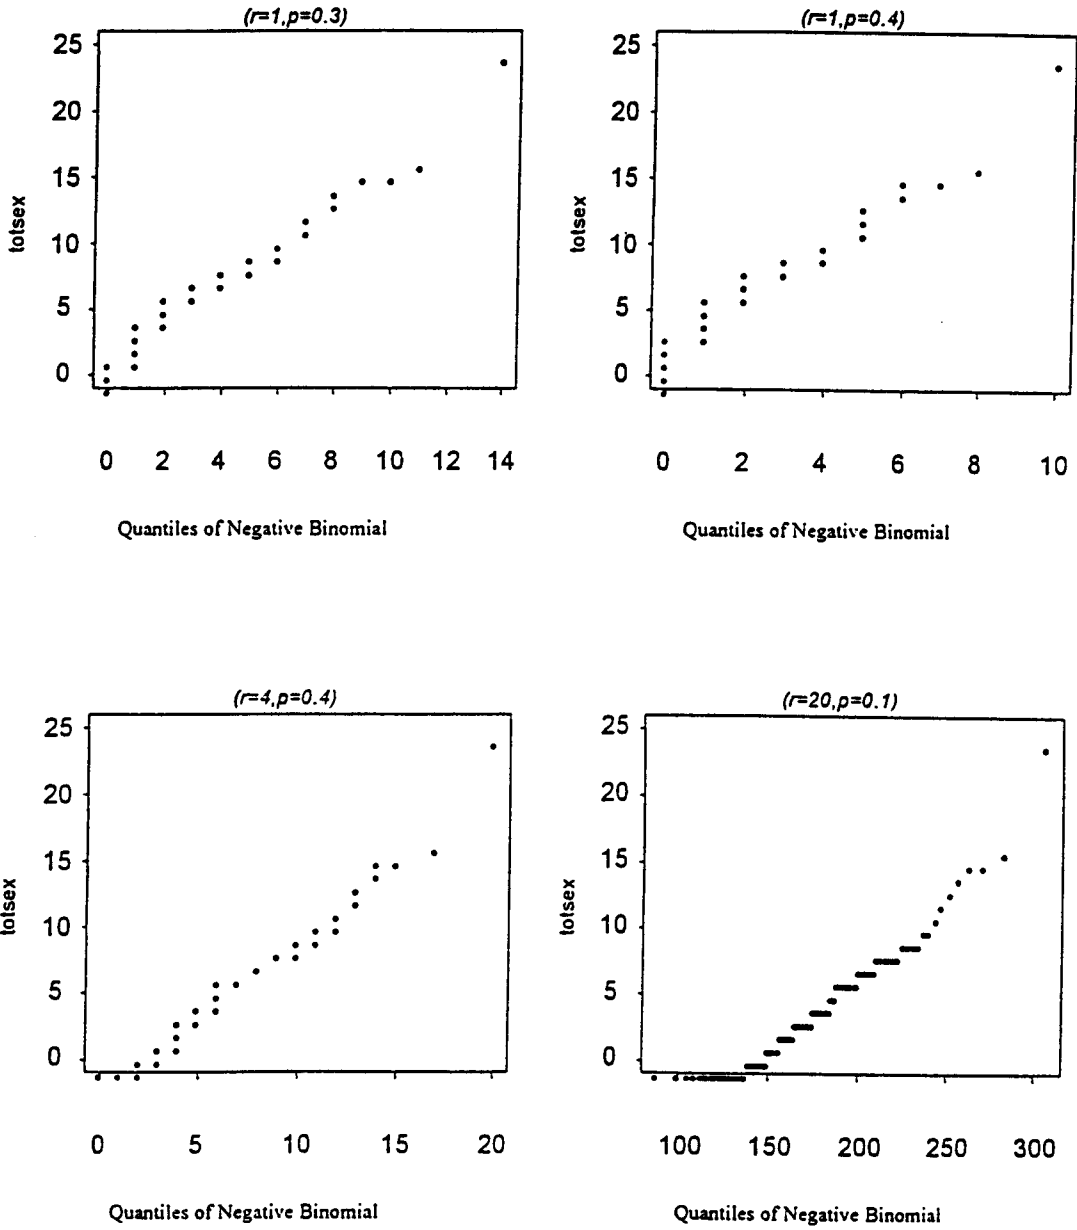 (r=1,p=0.3)
25
20
15
10
5
0
totsex
0 2 4 6 8 10 12 14
Quantiles of Negative Binomial
(r=1,p=0.4)
25
20
15
10
5
0
totsex
0 2 4 6 8 10
Quantiles of Negative Binomial
(r=4,p=0.4)
25
20
15
10
5
0
totsex
0 5 10 15 20
Quantiles of Negative Binomial
(r=20,p=0.1)
25
20
15
10
5
0
totsex
100 150 200 250 300
Quantiles of Negative Binomial